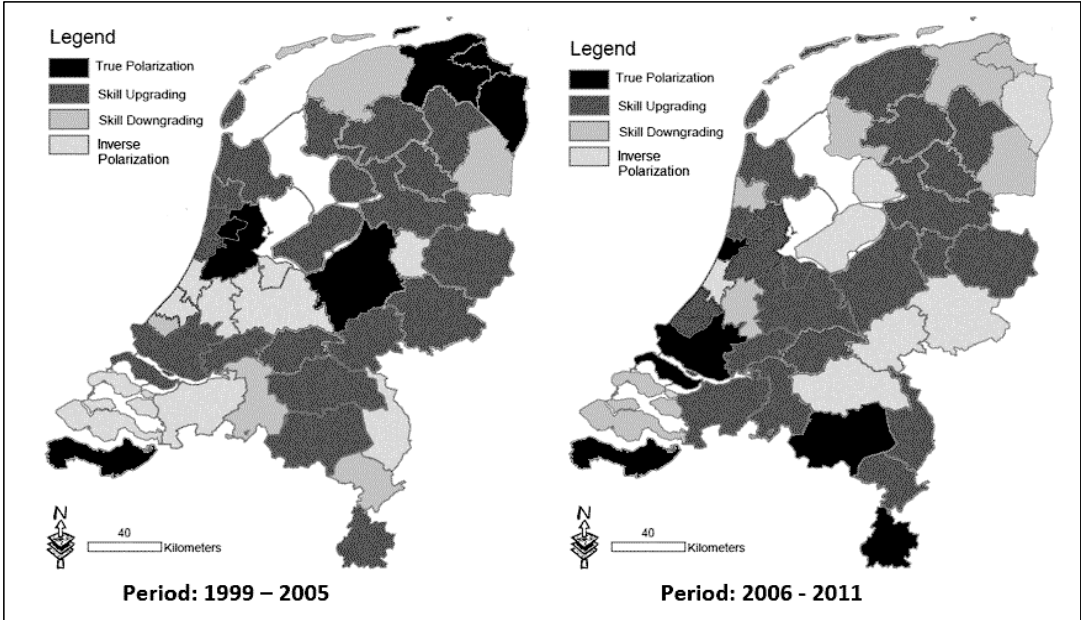 Legend
True Polarization
Skill Upgrading
Skill Downgrading
Inverse
Polarization
N
40
Kilometers
Period: 1999 – 2005
Legend
True Polarization
Skill Upgrading
Skill Downgrading
Inverse
Polarization
N
40
Kilometers
Period: 2006 - 2011